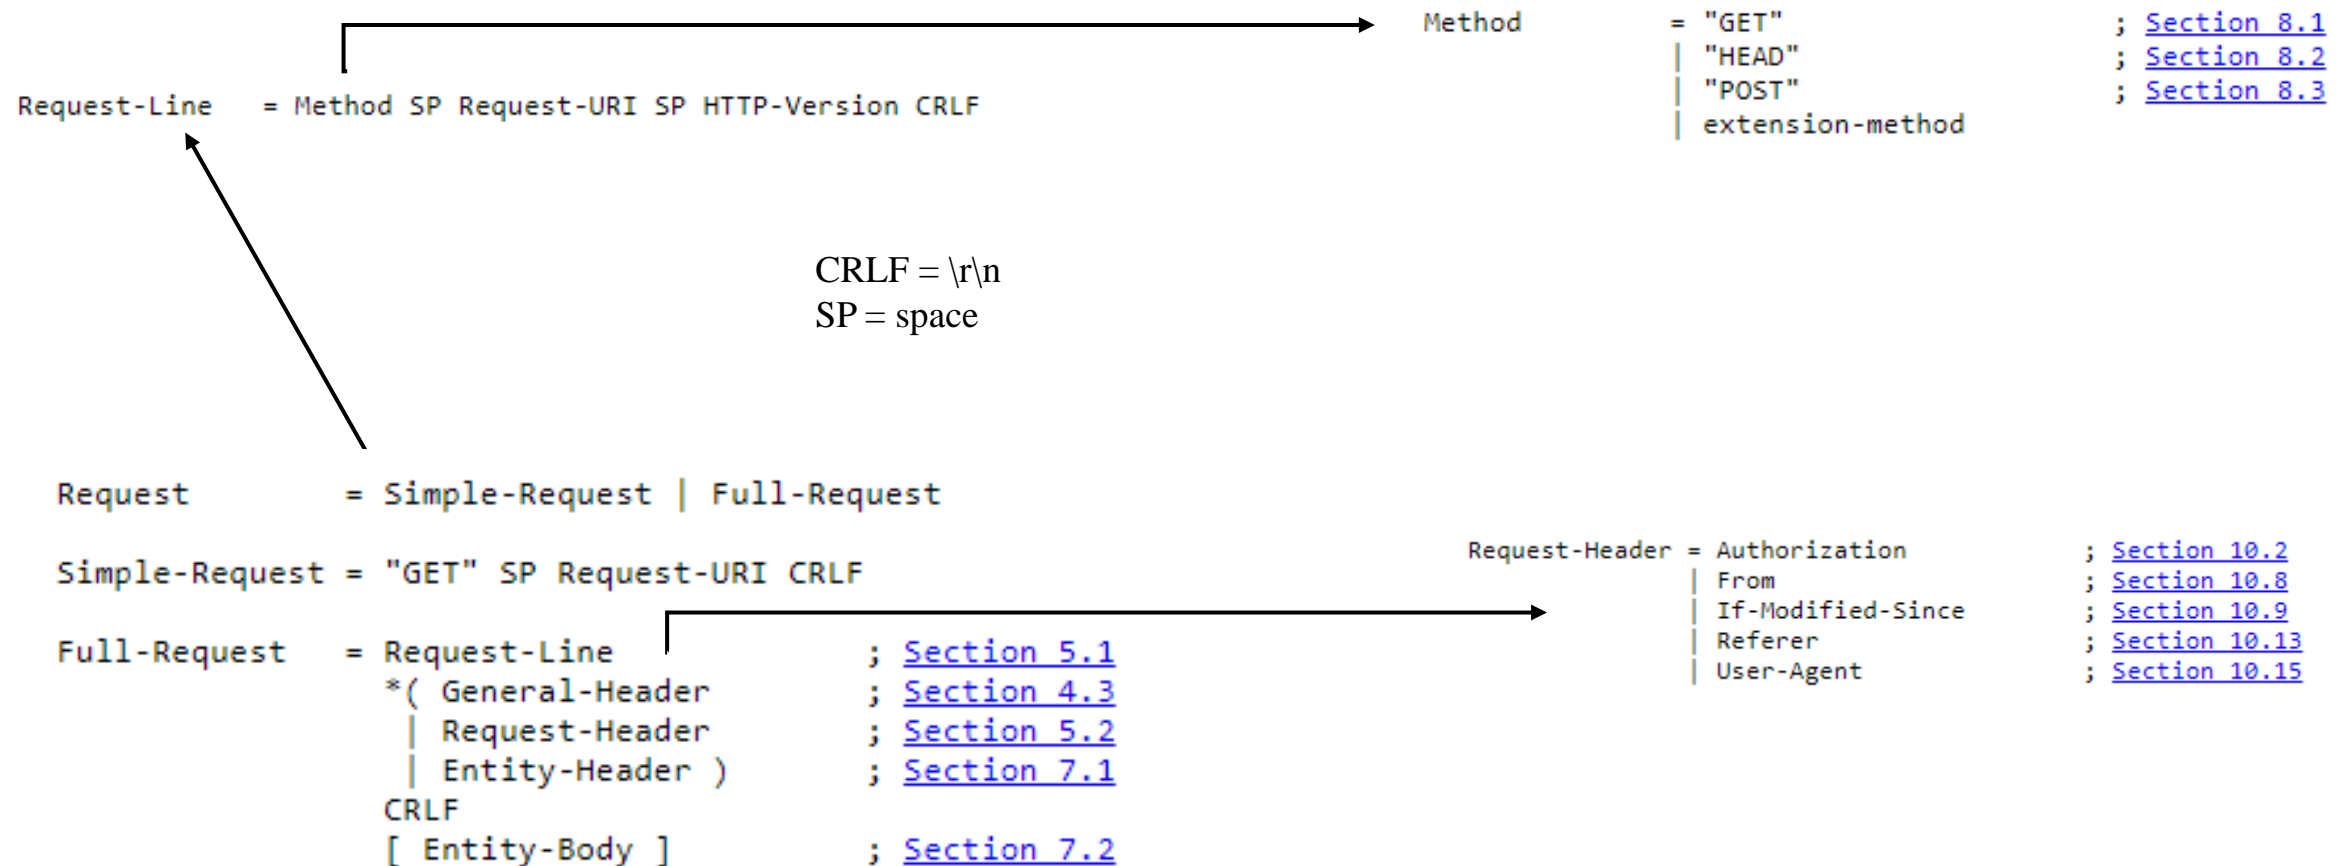 Method = "GET" ; Section 8.1
| "HEAD" ; Section 8.2
| "POST" ; Section 8.3
| extension-method
Request-Line = Method SP Request-URI SP HTTP-Version CRLF
CRLF = \r\n
SP = space
Request = Simple-Request | Full-Request
Simple-Request = "GET" SP Request-URI CRLF
Full-Request = Request-Line ; Section 5.1
*( General-Header ; Section 4.3
| Request-Header ; Section 5.2
| Entity-Header ) ; Section 7.1
CRLF
[ Entity-Body ] ; Section 7.2
Request-Header = Authorization ; Section 10.2
| From ; Section 10.8
| If-Modified-Since ; Section 10.9
| Referer ; Section 10.13
| User-Agent ; Section 10.15